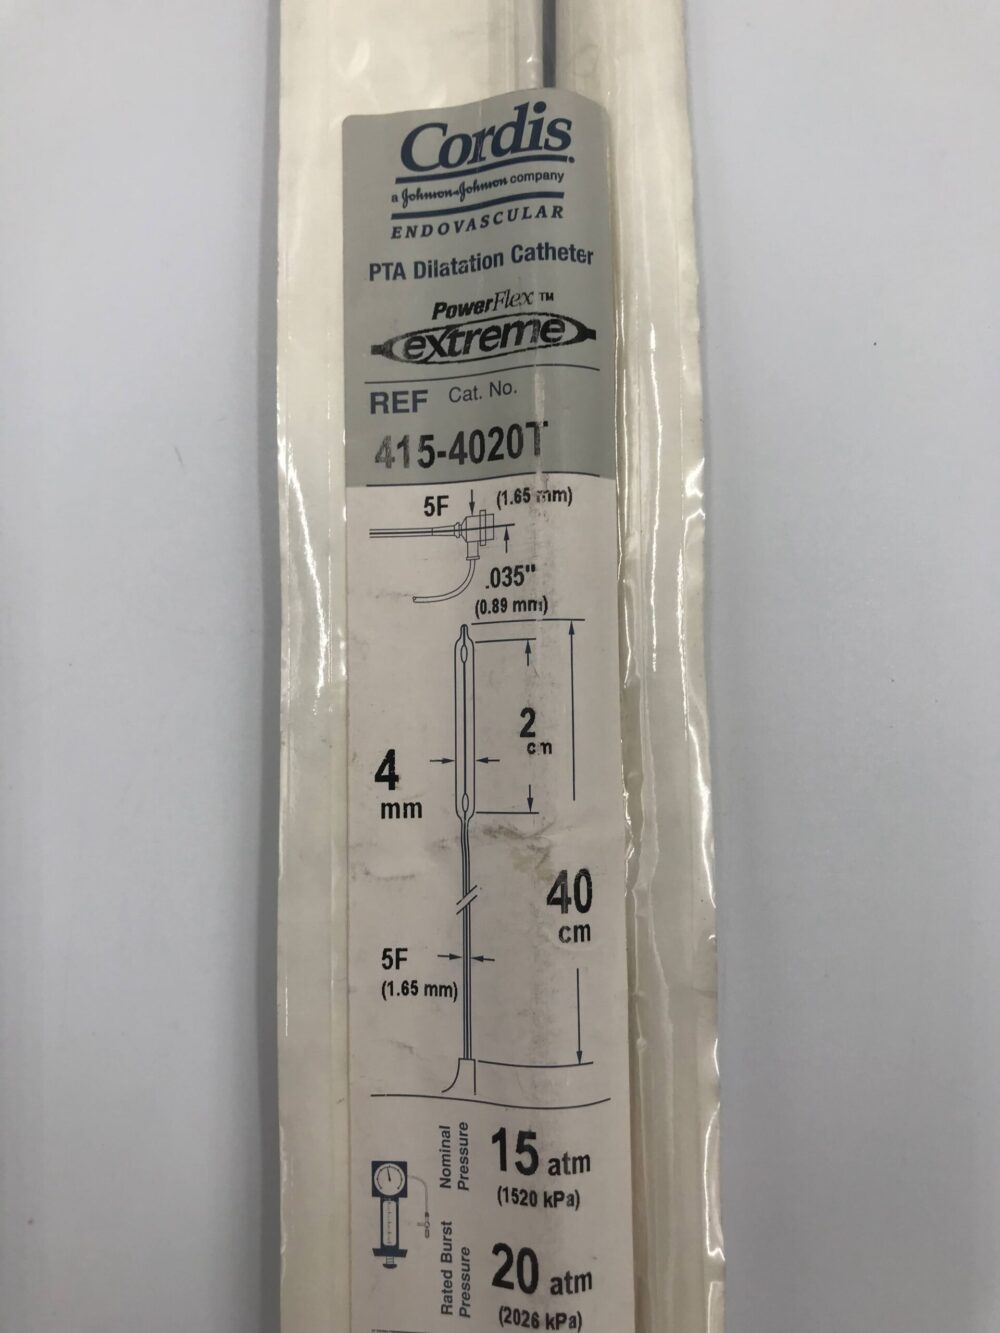 Cordis
a Johnson & Johnson company
ENDOVASCULAR
PTA Dilatation Catheter
PowerFlex™
extreme
REF Cat. No.
415-4020T
5F (1.65 mm)
.035"
(0.89 mm)
2
cm
4
mm
40
cm
5F
(1.65 mm)
Nominal
Pressure
15 atm
(1520 kPa)
Rated Burst
Pressure
20 atm
(2026 kPa)